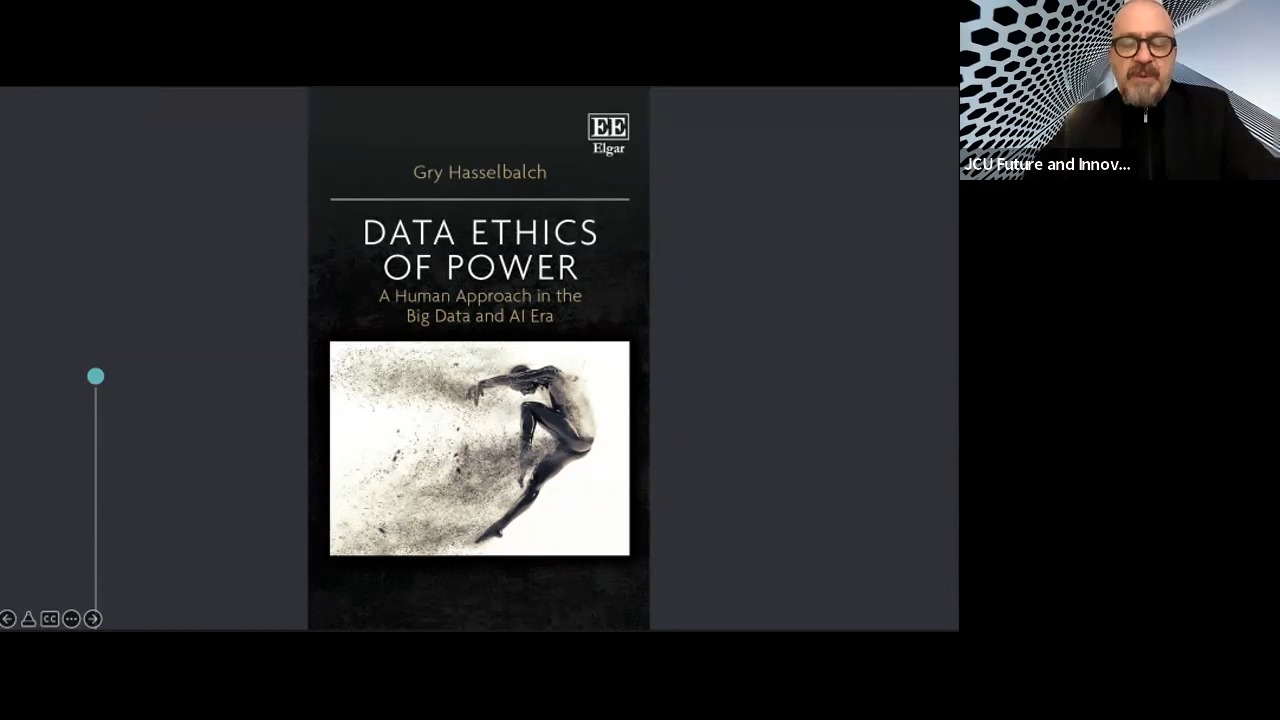 EE
Elgar
Gry Hasselbalch
DATA ETHICS
OF POWER
A Human Approach in the
Big Data and AI Era
JCU Future and Innov...
CC